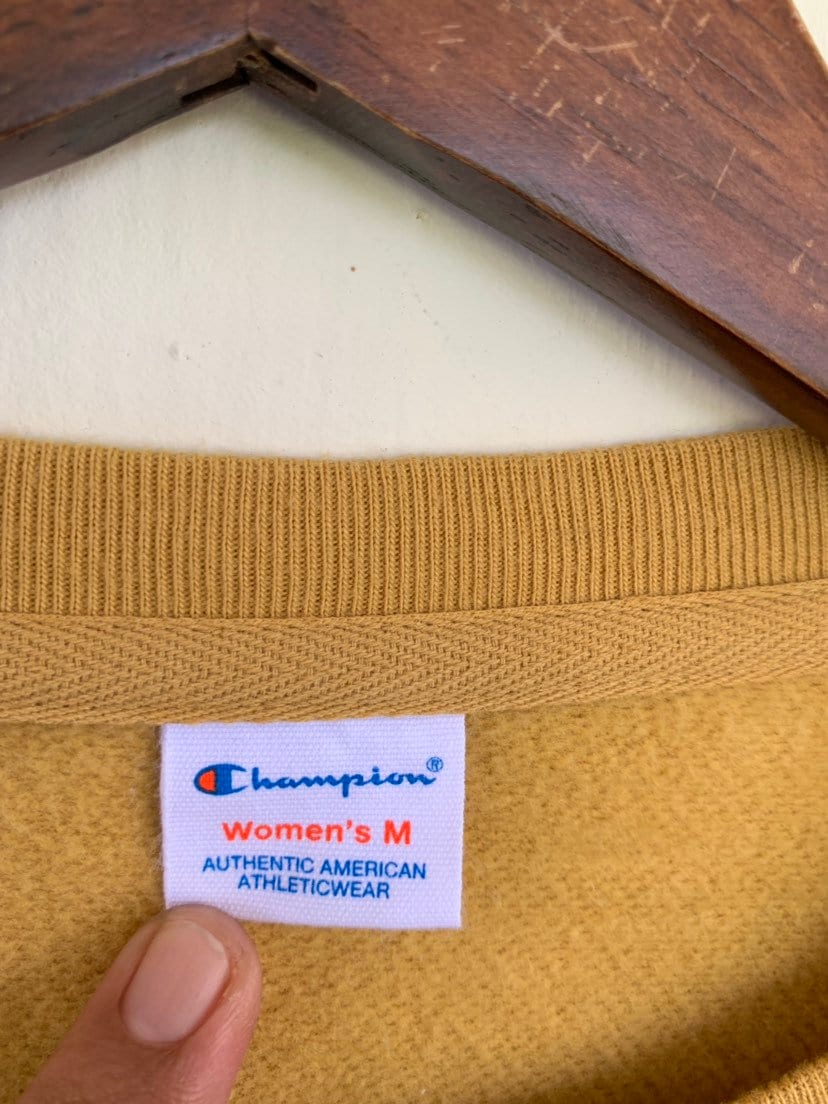 Champion®
Women's M
AUTHENTIC AMERICAN
ATHLETICWEAR